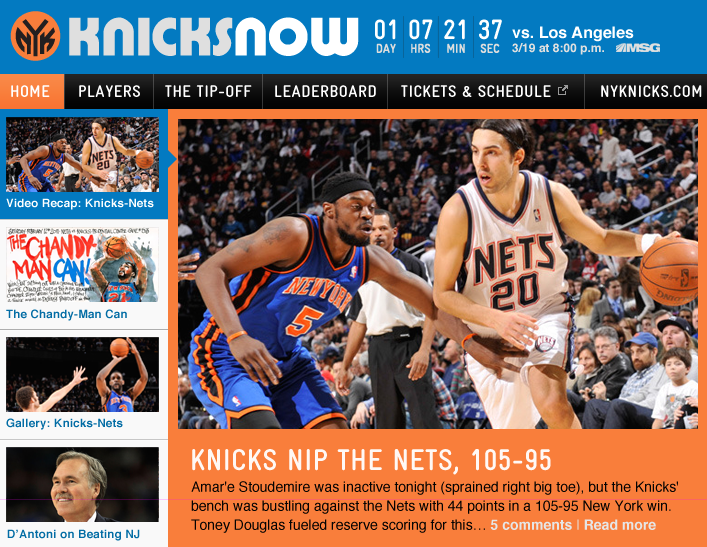 NYK
KNICKSNOW
01 07 21 37
DAY HRS MIN SEC
vs. Los Angeles
3/19 at 8:00 p.m. MSG
HOME PLAYERS THE TIP-OFF LEADERBOARD TICKETS & SCHEDULE NYKNICKS.COM
NETS
20
Video Recap: Knicks-Nets
THE CHANDY-
MAN CAN!
The Chandy-Man Can
Gallery: Knicks-Nets
D'Antoni on Beating NJ
NEW YORK
5
NETS
20
NETS
KNICKS NIP THE NETS, 105-95
Amar'e Stoudemire was inactive tonight (sprained right big toe), but the Knicks'
bench was bustling against the Nets with 44 points in a 105-95 New York win.
Toney Douglas fueled reserve scoring for this... 5 comments | Read more